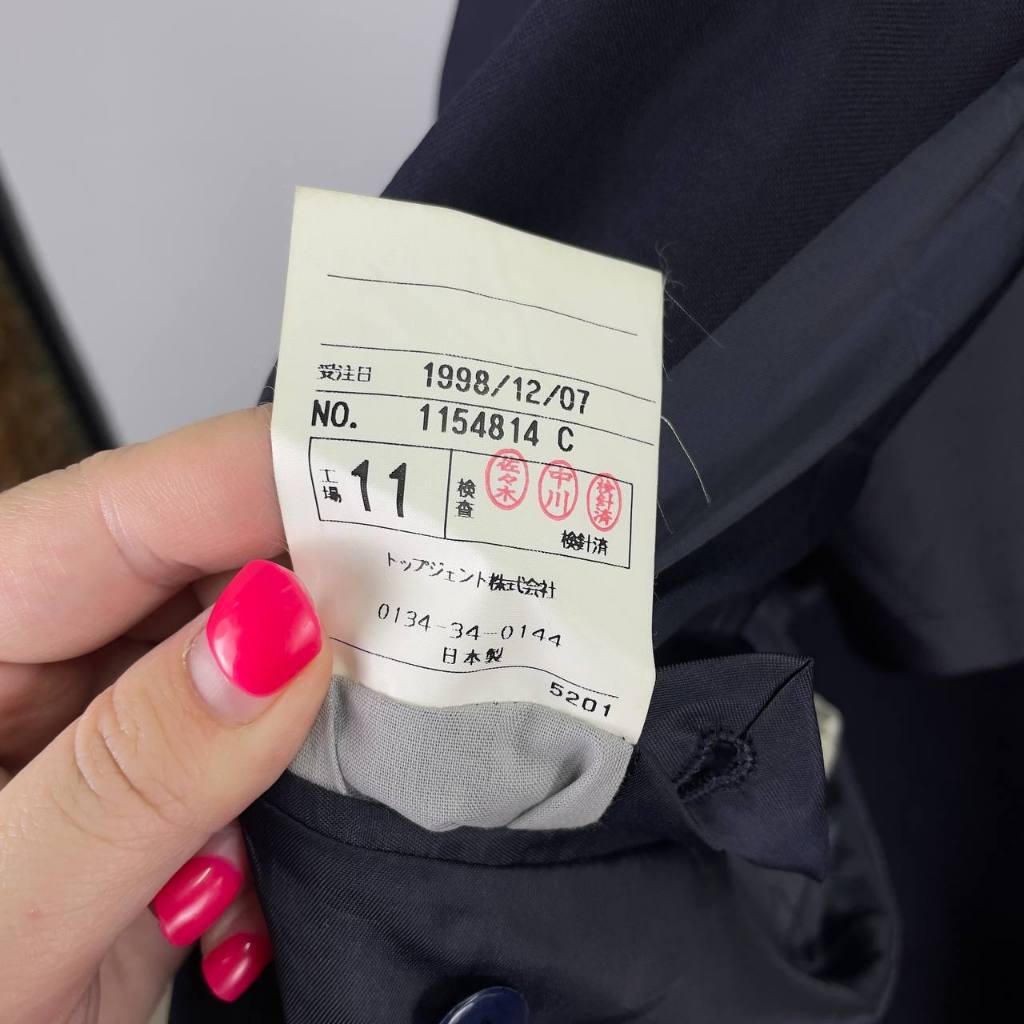 受注日 1998/12/07
NO. 1154814 C
工場 11 検査 佐々木 中川 検針済
検針済
トップジェント株式会社
0134-34-0144
日本製
5201